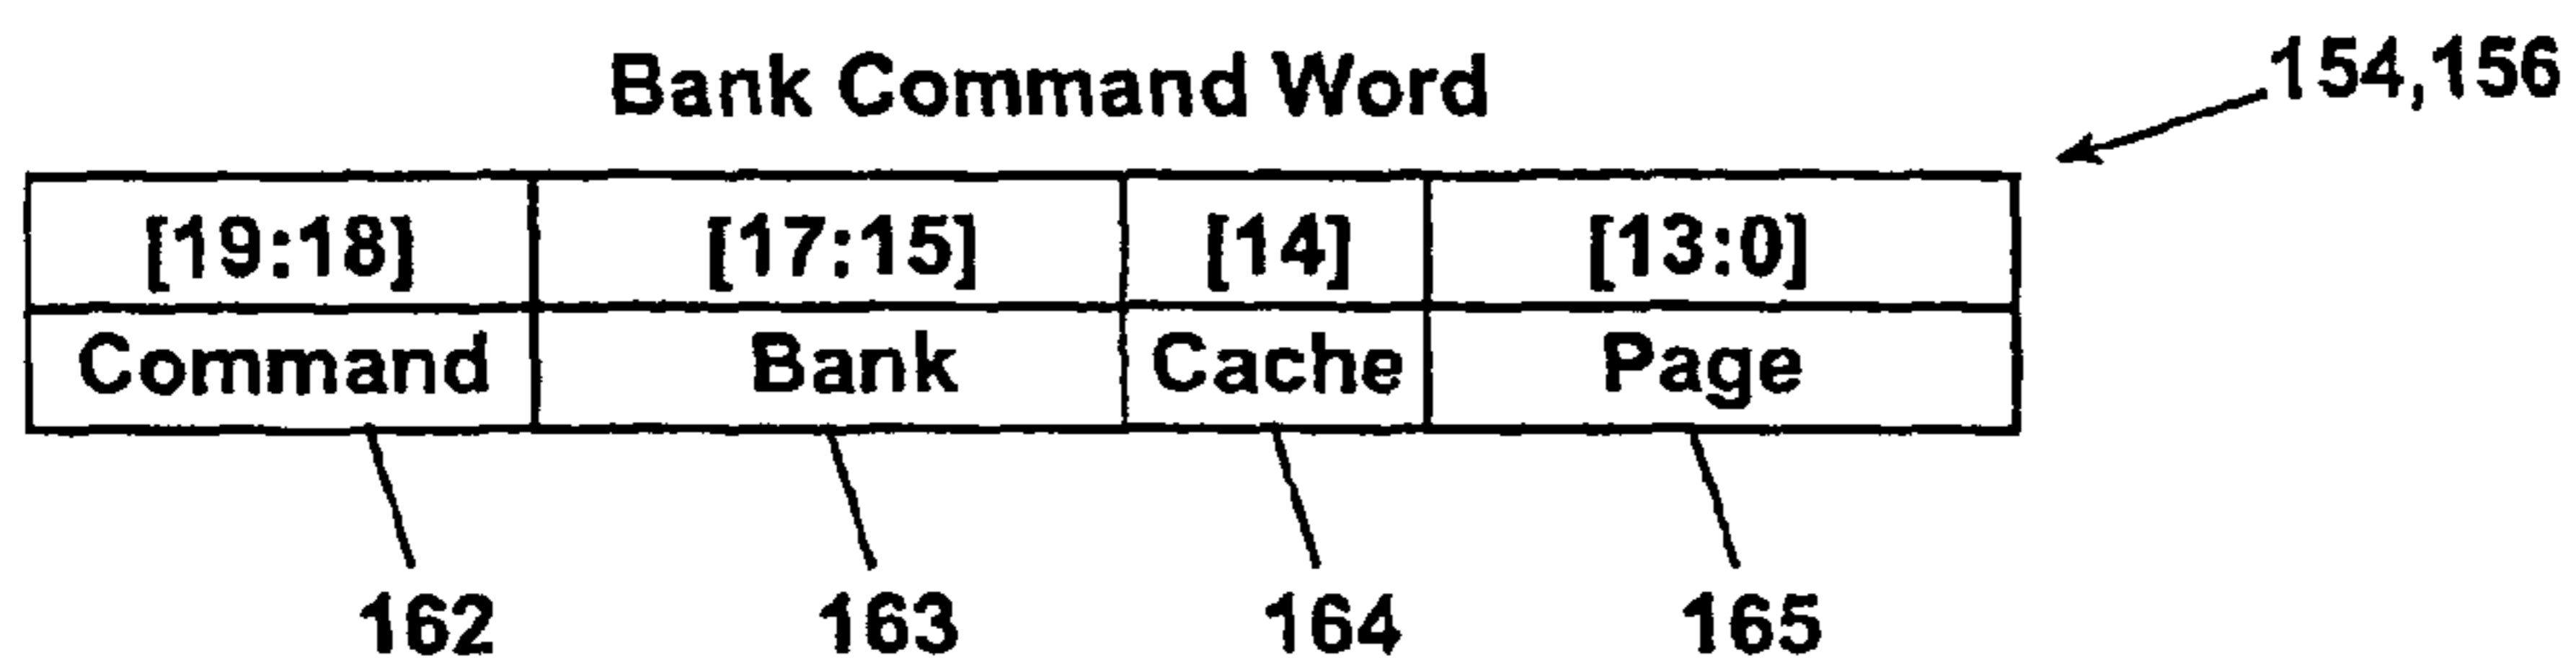 Bank Command Word
154,156
[19:18] [17:15] [14] [13:0]
Command Bank Cache Page
162 163 164 165